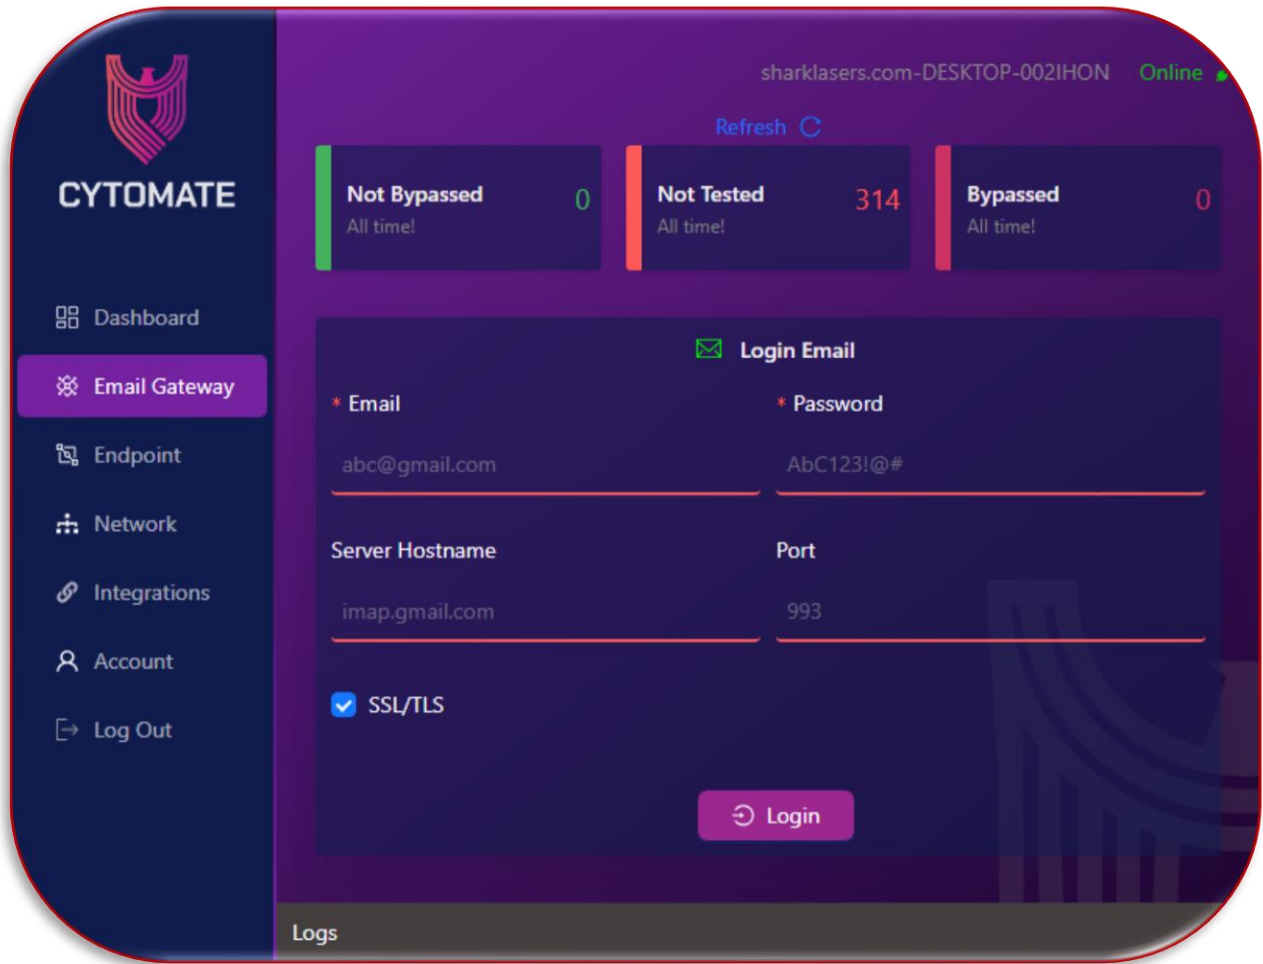 CYTOMATE
Dashboard
Email Gateway
Endpoint
Network
Integrations
Account
Log Out
sharklasers.com-DESKTOP-002IHON Online
Refresh
Not Bypassed 0
All time!
Not Tested 314
All time!
Bypassed 0
All time!
Login Email
* Email * Password
abc@gmail.com AbC123!@#
Server Hostname Port
imap.gmail.com 993
SSL/TLS
Login
Logs